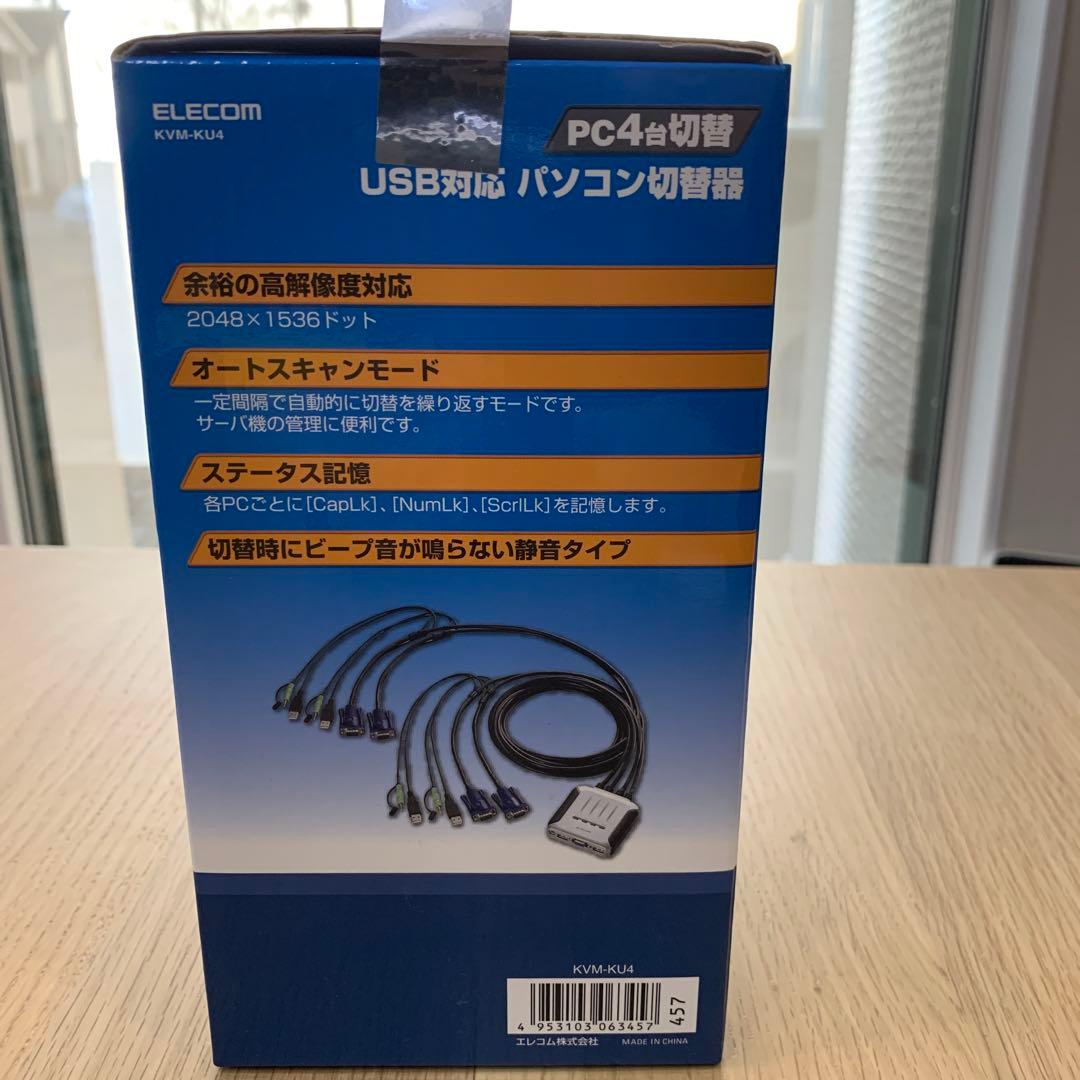 ELECOM
KVM-KU4
PC4台切替
USB対応 パソコン切替器
余裕の高解像度対応
2048×1536ドット
オートスキャンモード
一定間隔で自動的に切替を繰り返すモードです。
サーバ機の管理に便利です。
ステータス記憶
各PCごとに[CapLk]、[NumLk]、[ScrlLk]を記憶します。
切替時にビープ音が鳴らない静音タイプ
KVM-KU4
4 953103 063457
457
エレコム株式会社 MADE IN CHINA